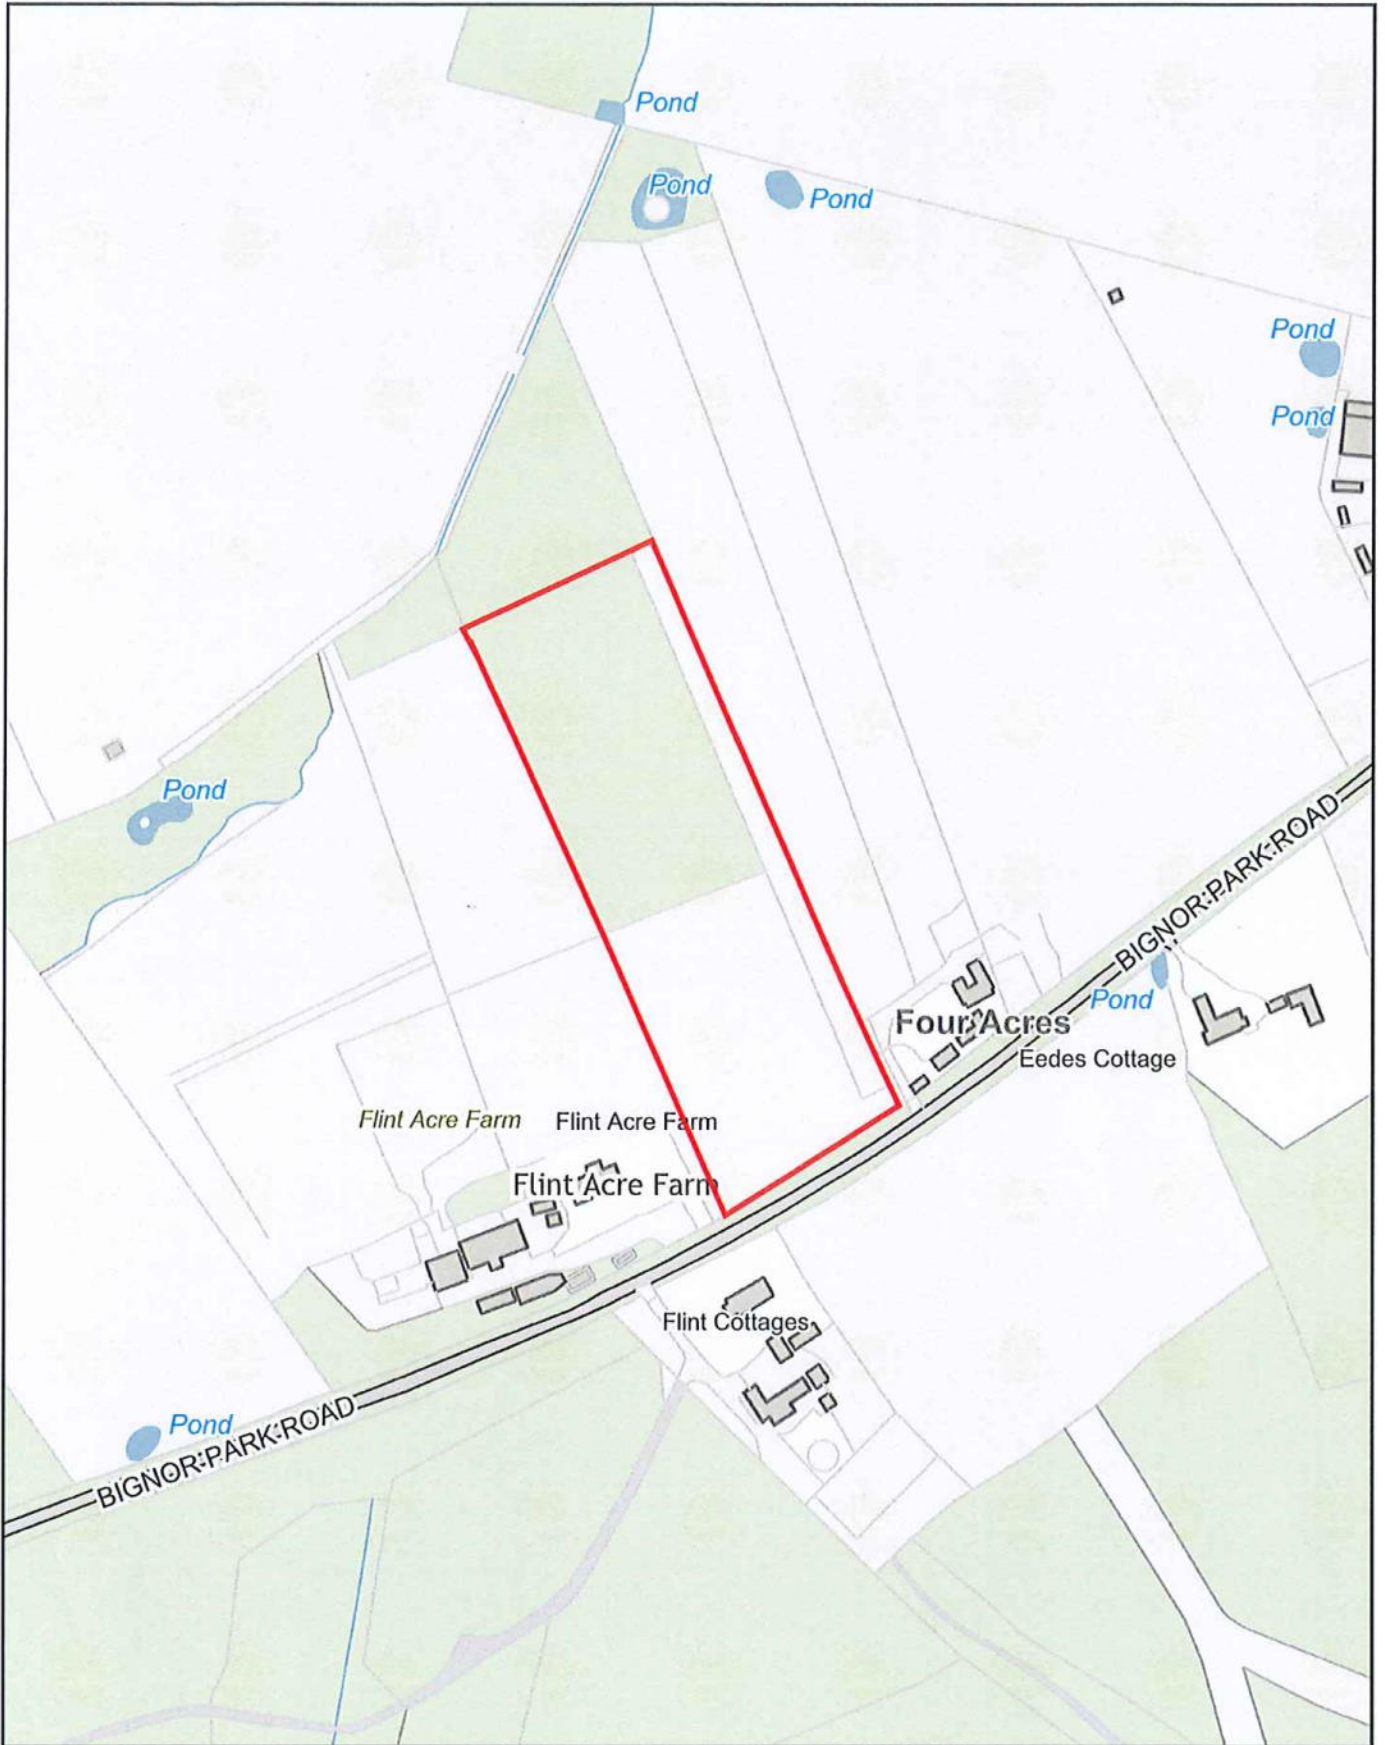 Pond
Pond
Pond
Pond
Pond
Pond
BIGNOR PARK ROAD
Pond
Four Acres
Eedes Cottage
Flint Acre Farm
Flint Acre Farm
Flint Acre Farm
Flint Cottages
Pond
BIGNOR PARK ROAD